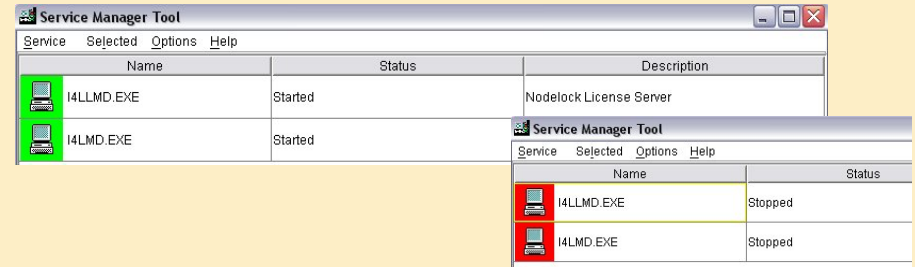 Service Manager Tool
Service Selected Options Help
Name Status Description
I4LLMD.EXE Started Nodelock License Server
I4LMD.EXE Started
Service Manager Tool
Service Selected Options Help
Name Status
I4LLMD.EXE Stopped
I4LMD.EXE Stopped